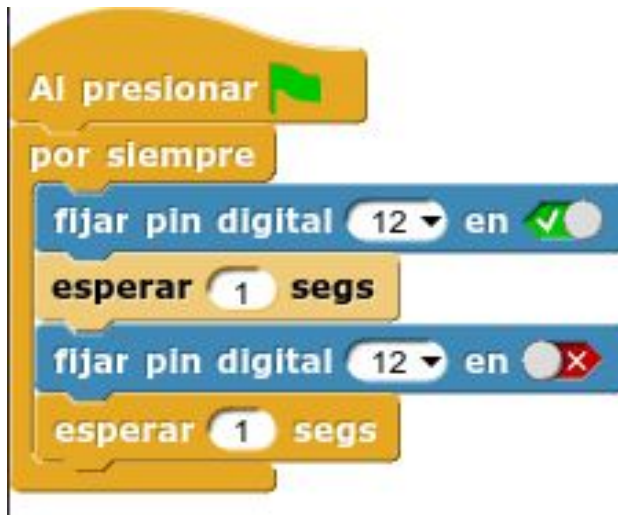 Al presionar
por siempre
fijar pin digital 12 en
esperar 1 segs
fijar pin digital 12 en
esperar 1 segs